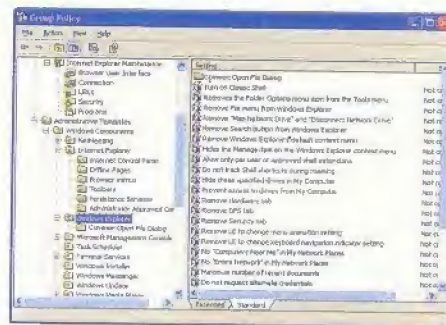 Group Policy
File Action View Help
Internet Explorer Maintenance
Browser User Interface
Connection
URLs
Security
Programs
Administrative Templates
Windows Components
NetMeeting
Internet Explorer
Internet Control Panel
Offline Pages
Browser menus
Toolbars
Persistence Behavior
Administrator Approved Cor
Windows Explorer
Common Open File Dialog
Microsoft Management Console
Task Scheduler
Terminal Services
Windows Installer
Windows Messenger
Windows Update
Windows Media Player
Setting
Common Open File Dialog
Turn on Classic Shell
Removes the Folder Options menu item from the Tools menu
Remove File menu from Windows Explorer
Remove "Map Network Drive" and "Disconnect Network Drive"
Remove Search button from Windows Explorer
Remove Windows Explorer's default context menu
Hides the Manage item on the Windows Explorer context menu
Allow only per user or approved shell extensions
Do not track Shell shortcuts during roaming
Hide these specified drives in My Computer
Prevent access to drives from My Computer
Remove Hardware tab
Remove DFS tab
Remove Security tab
Remove UI to change menu animation setting
Remove UI to change keyboard navigation indicator setting
No "Computers Near Me" in My Network Places
No "Entire Network" in My Network Places
Maximum number of recent documents
Do not request alternate credentials
Extended Standard